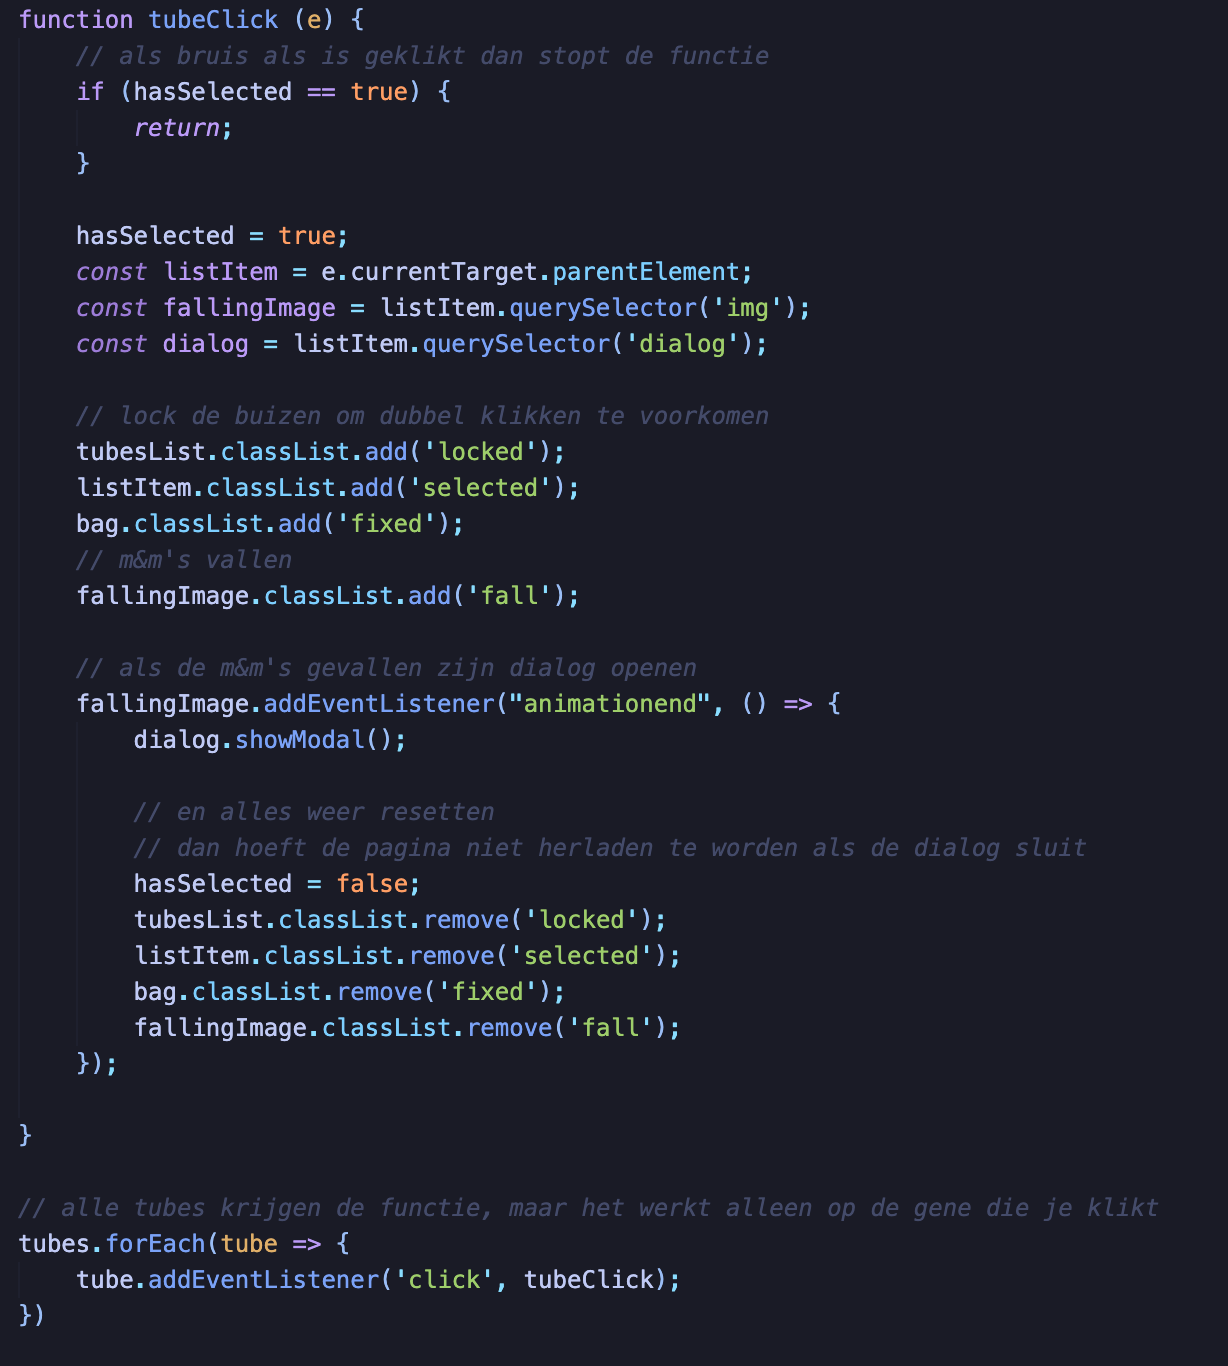 function tubeClick (e) {
    // als bruis als is geklikt dan stopt de functie
    if (hasSelected == true) {
        return;
    }

    hasSelected = true;
    const listItem = e.currentTarget.parentElement;
    const fallingImage = listItem.querySelector('img');
    const dialog = listItem.querySelector('dialog');

    // lock de buizen om dubbel klikken te voorkomen
    tubesList.classList.add('locked');
    listItem.classList.add('selected');
    bag.classList.add('fixed');
    // m&m's vallen
    fallingImage.classList.add('fall');

    // als de m&m's gevallen zijn dialog openen
    fallingImage.addEventListener("animationend", () => {
        dialog.showModal();

        // en alles weer resetten
        // dan hoeft de pagina niet herladen te worden als de dialog sluit
        hasSelected = false;
        tubesList.classList.remove('locked');
        listItem.classList.remove('selected');
        bag.classList.remove('fixed');
        fallingImage.classList.remove('fall');
    });

}

// alle tubes krijgen de functie, maar het werkt alleen op de gene die je klikt
tubes.forEach(tube => {
    tube.addEventListener('click', tubeClick);
})